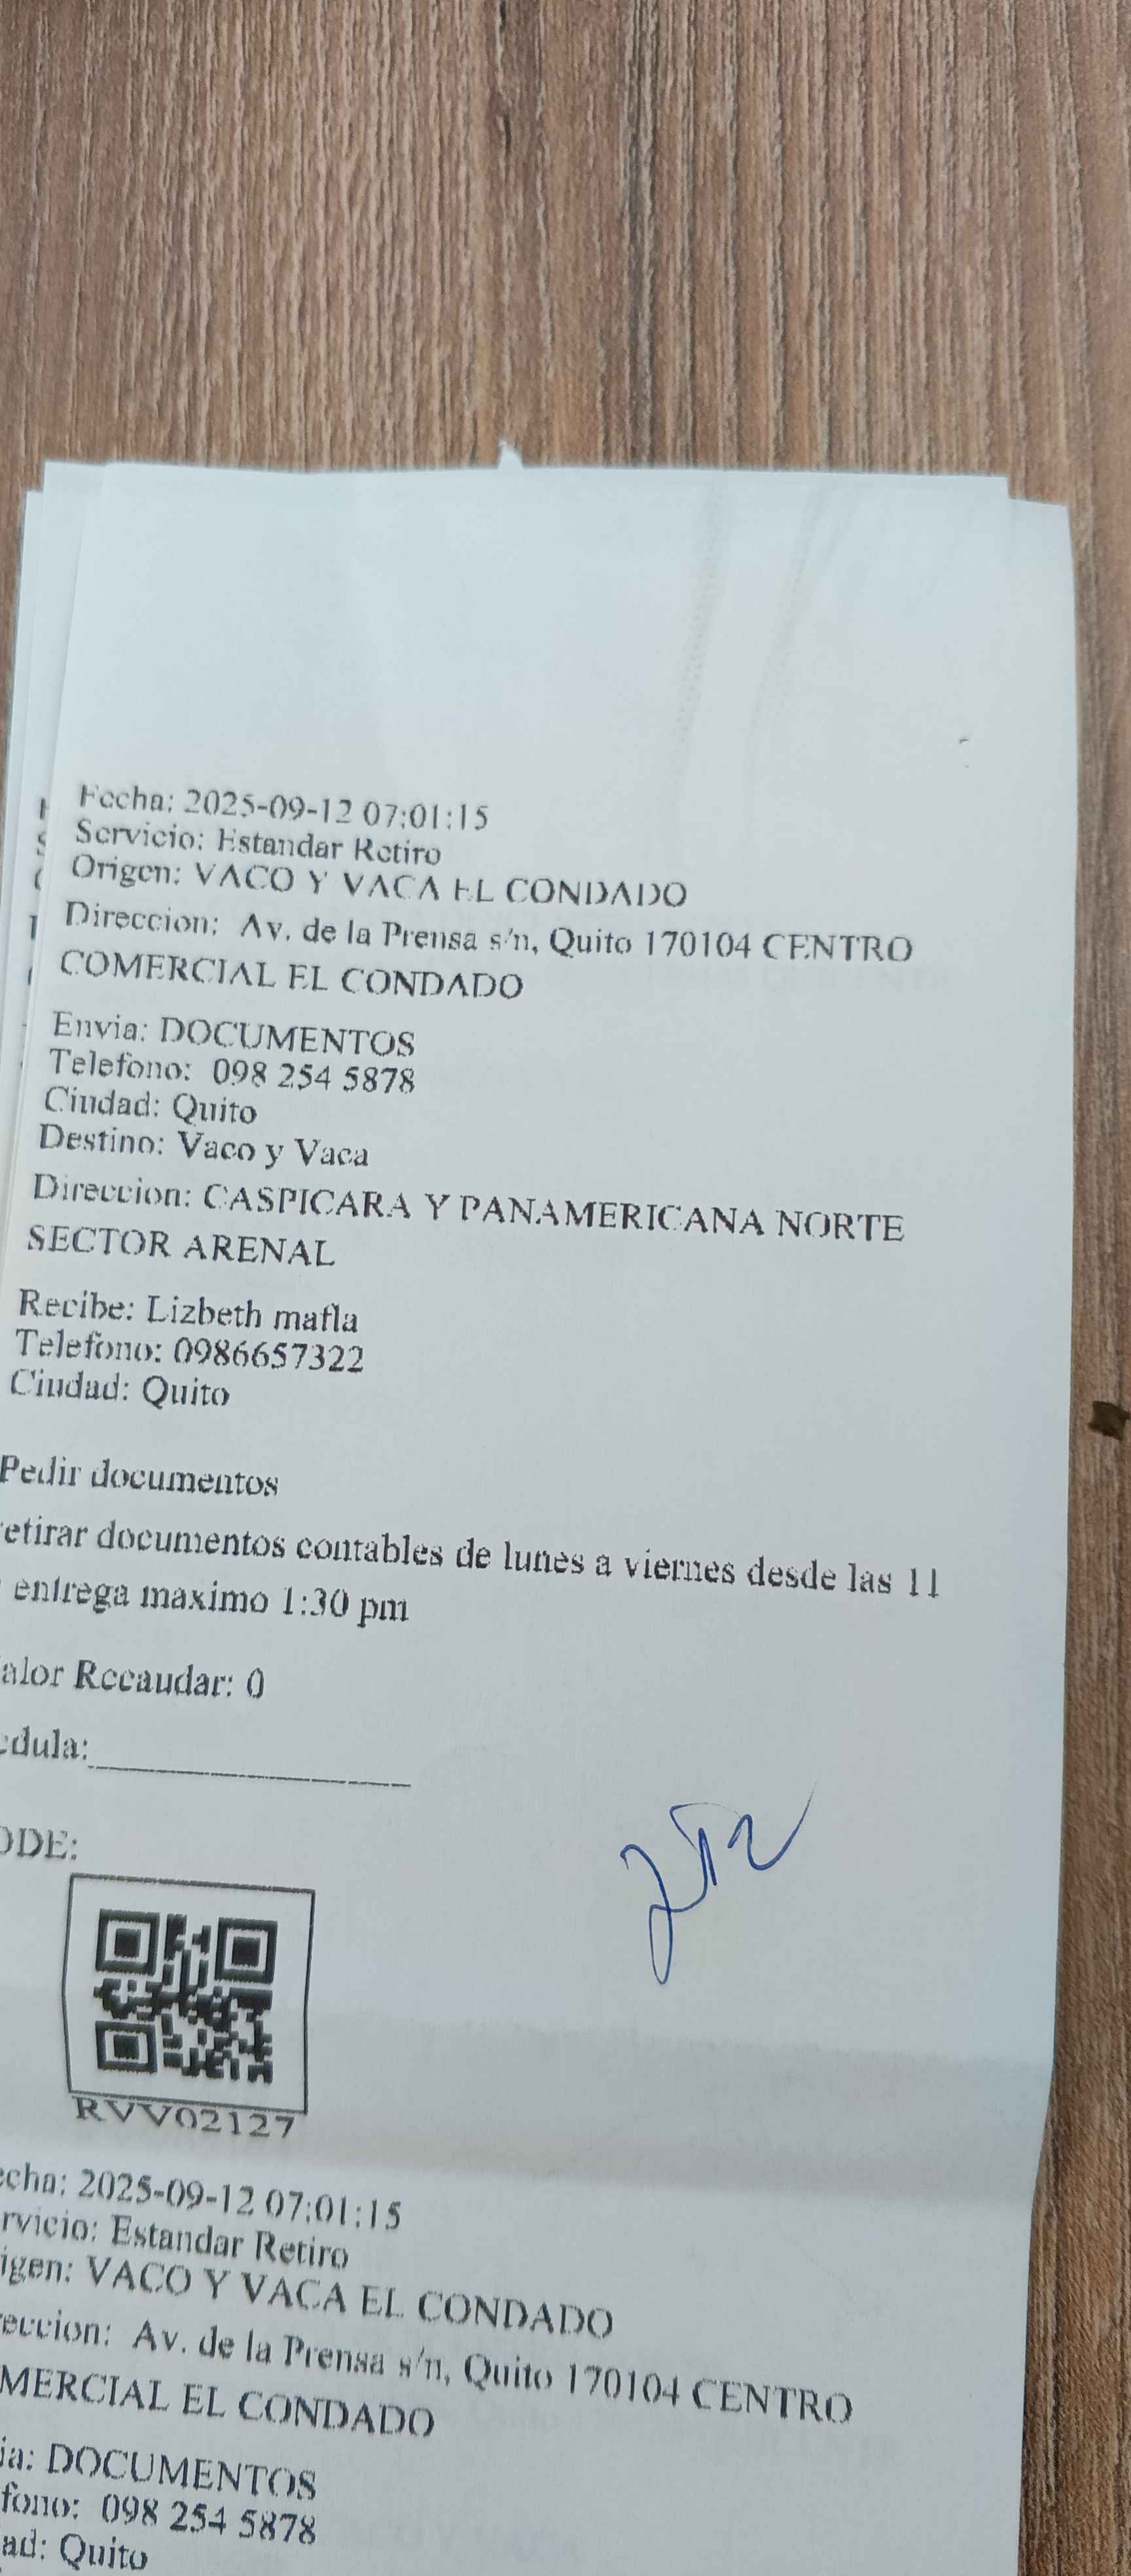 Fecha: 2025-09-12 07:01:15
Servicio: Estandar Retiro
Origen: VACO Y VACA EL CONDADO
Direccion: Av. de la Prensa s/n, Quito 170104 CENTRO
COMERCIAL EL CONDADO
Envia: DOCUMENTOS
Telefono: 098 254 5878
Ciudad: Quito
Destino: Vaco y Vaca
Direccion: CASPICARA Y PANAMERICANA NORTE
SECTOR ARENAL
Recibe: Lizbeth mafla
Telefono: 0986657322
Ciudad: Quito
Pedir documentos
etirar documentos contables de lunes a viernes desde las 11
entrega maximo 1:30 pm
alor Recaudar: 0
edula:
ODE:
RVV02127
echa: 2025-09-12 07:01:15
rvicio: Estandar Retiro
igen: VACO Y VACA EL CONDADO
eccion: Av. de la Prensa s/n, Quito 170104 CENTRO
MERCIAL EL CONDADO
ia: DOCUMENTOS
fono: 098 254 5878
ad: Quito